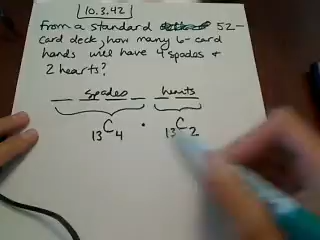 10.3.42
From a standard 52-
card deck, how many 6-card
hands will have 4 spades &
2 hearts?
spades hearts
13C4 · 13C2